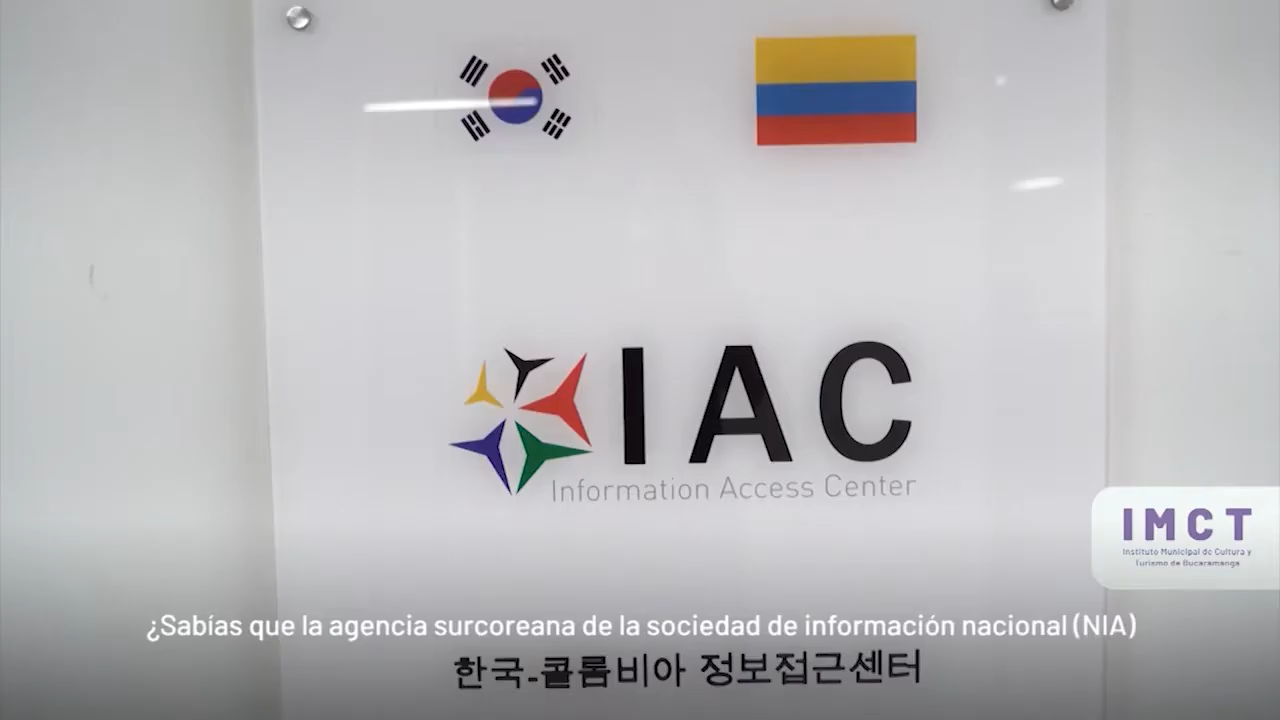 IAC
Information Access Center
IMCT
Instituto Municipal de Cultura y
Turismo de Bucaramanga
¿Sabías que la agencia surcoreana de la sociedad de información nacional (NIA)
한국-콜롬비아 정보접근센터